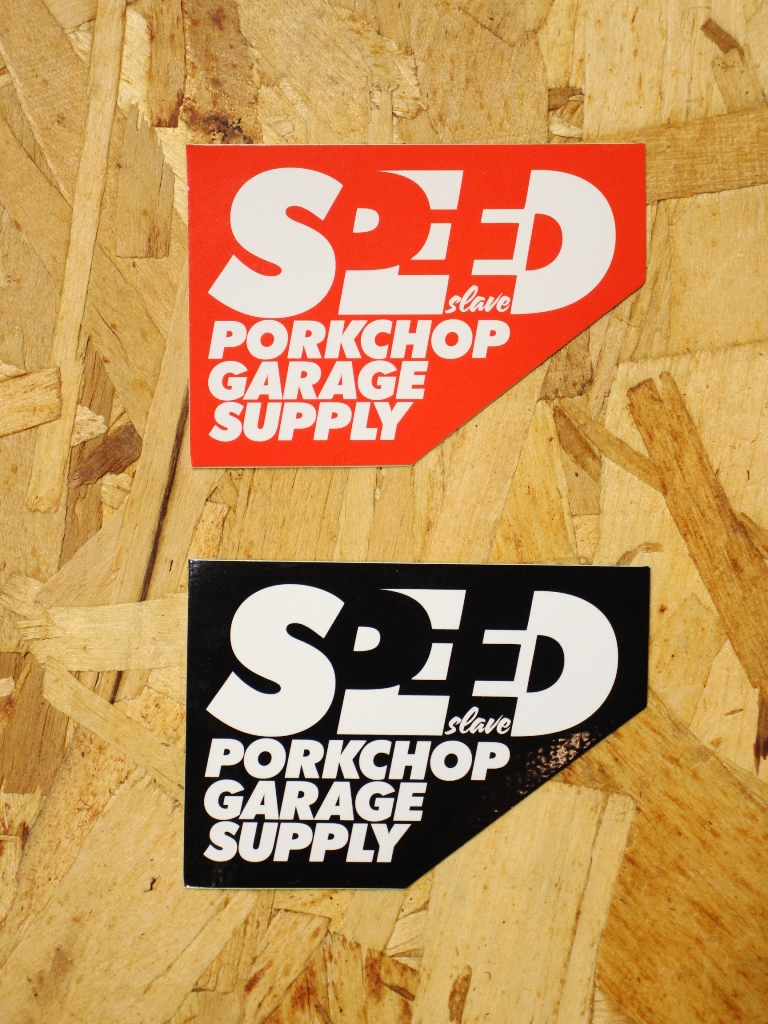 SPEED
slave
PORKCHOP
GARAGE
SUPPLY
SPEED
slave
PORKCHOP
GARAGE
SUPPLY